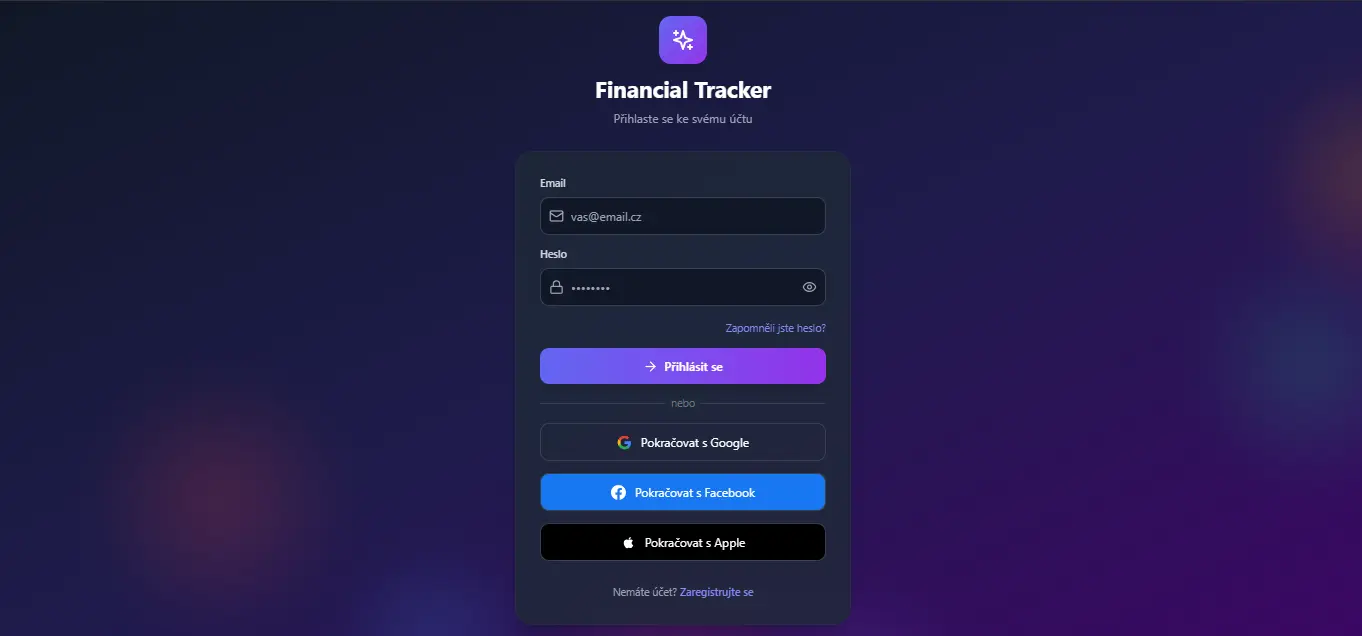 Financial Tracker
Přihlaste se ke svému účtu
Email
vas@email.cz
Heslo
••••••••
Zapomněli jste heslo?
Přihlásit se
nebo
Pokračovat s Google
Pokračovat s Facebook
Pokračovat s Apple
Nemáte účet? Zaregistrujte se